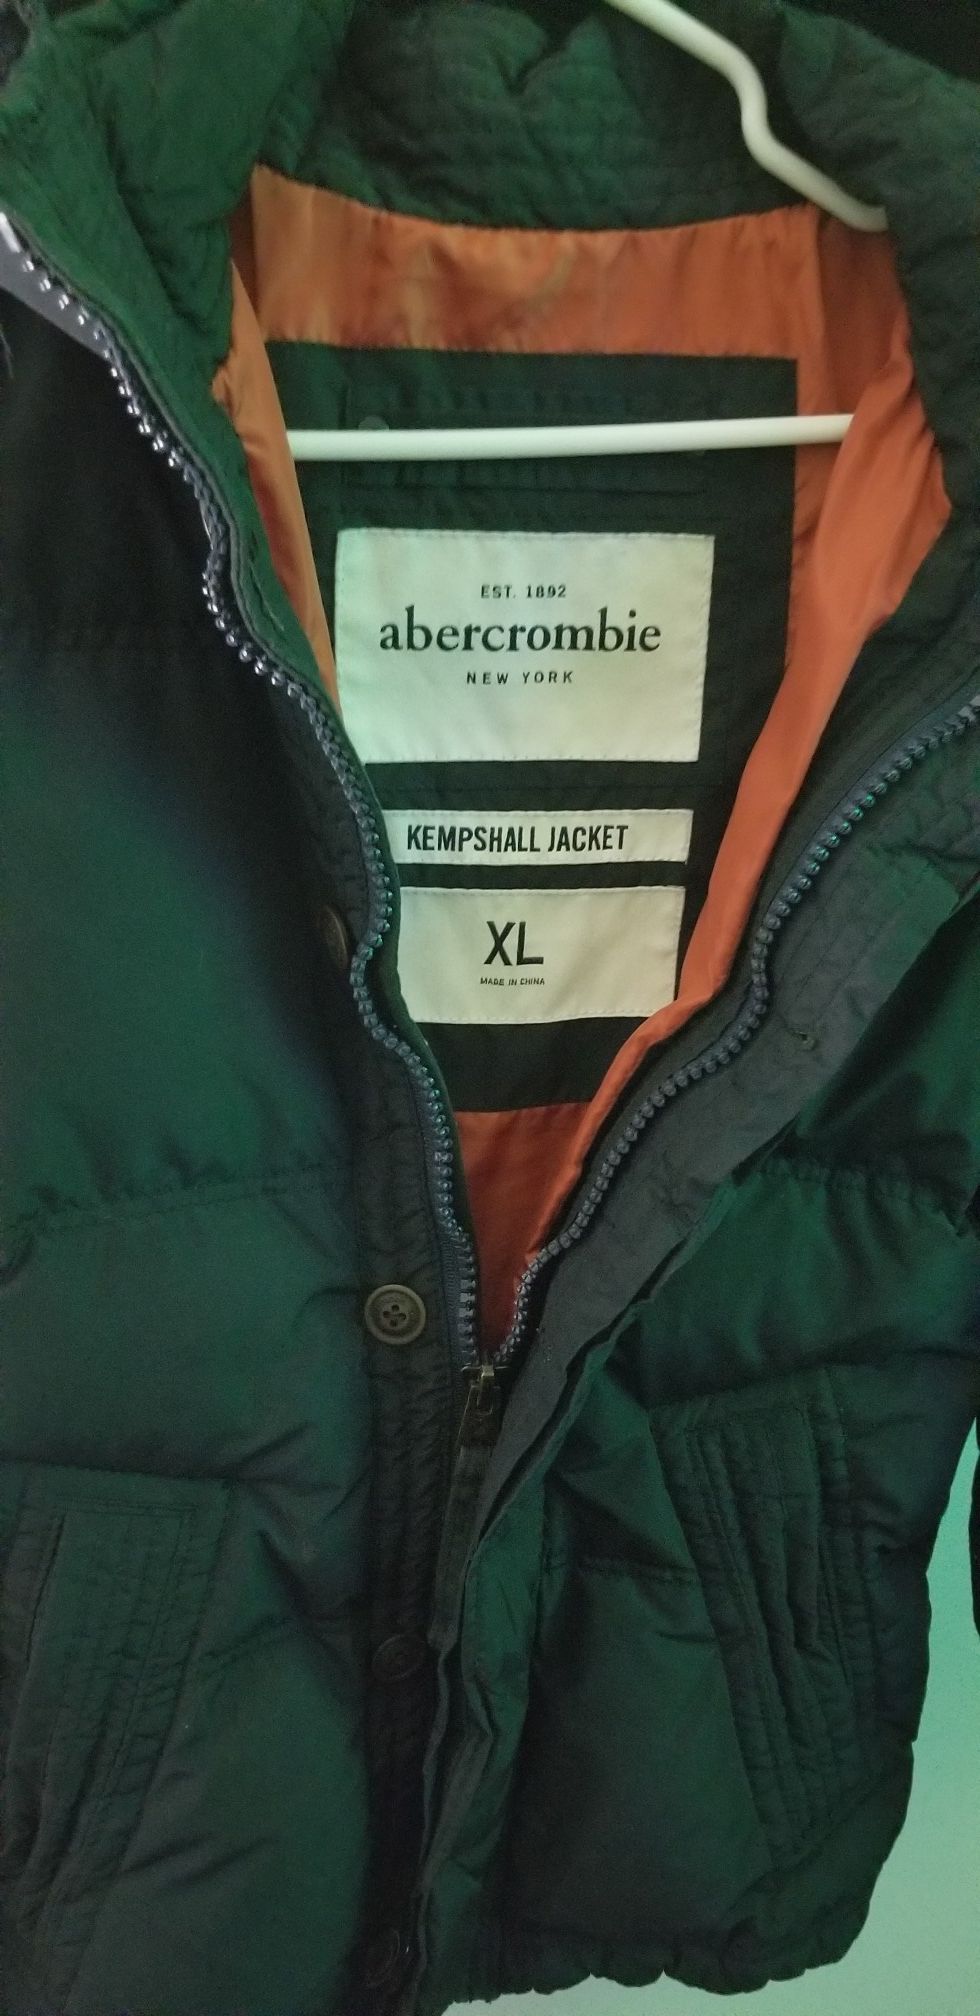 EST. 1892
abercrombie
NEW YORK
KEMPSHALL JACKET
XL
MADE IN CHINA